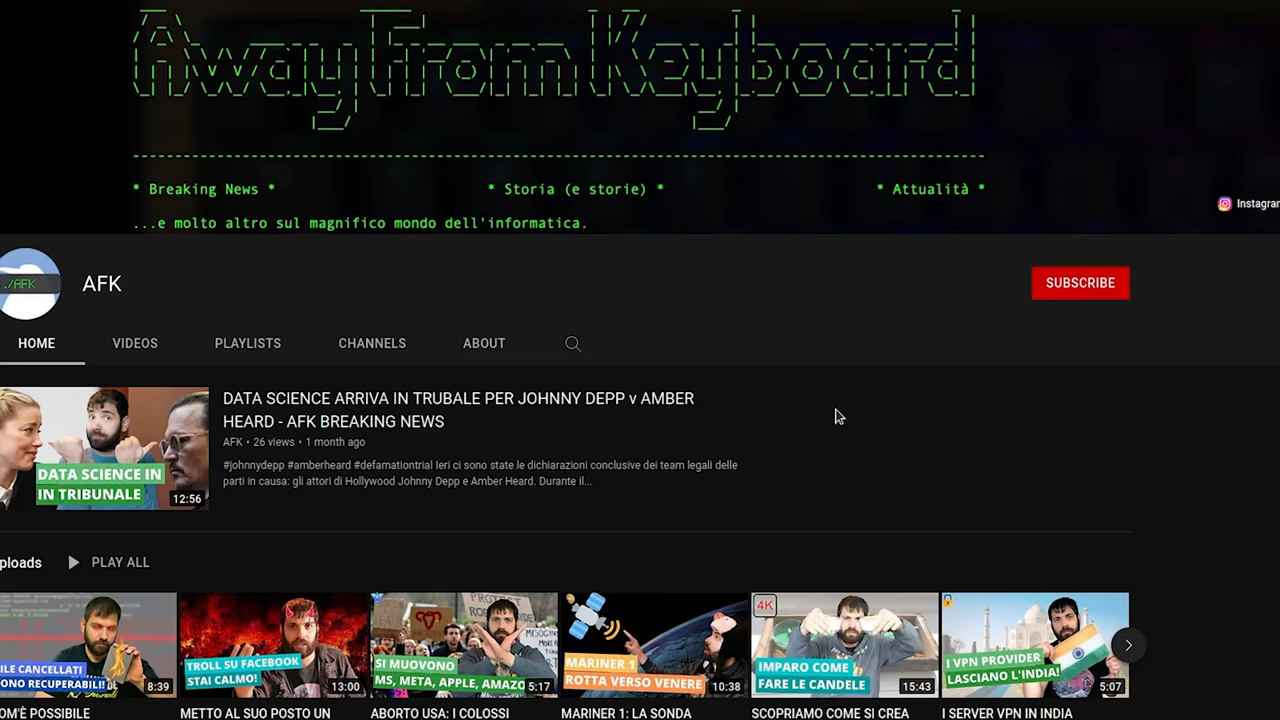 AwayFromKeyboard
* Breaking News * * Storia (e storie) * * Attualità *
...e molto altro sul magnifico mondo dell'informatica.
Instagram
./AFK
AFK
SUBSCRIBE
HOME VIDEOS PLAYLISTS CHANNELS ABOUT
DATA SCIENCE ARRIVA IN TRUBALE PER JOHNNY DEPP v AMBER
HEARD - AFK BREAKING NEWS
AFK • 26 views • 1 month ago
#johnnydepp #amberheard #defamationtrial Ieri ci sono state le dichiarazioni conclusive dei team legali delle
parti in causa: gli attori di Hollywood Johnny Depp e Amber Heard. Durante il...
DATA SCIENCE IN
IN TRIBUNALE
12:56
ploads PLAY ALL
ILE CANCELLATI
ONO RECUPERABILI!
8:39
TROLL SU FACEBOOK
STAI CALMO!
13:00
SI MUOVONO
MS, META, APPLE, AMAZO
5:17
MARINER 1
ROTTA VERSO VENERE
10:38
4K
IMPARO COME
FARE LE CANDELE
15:43
I VPN PROVIDER
LASCIANO L'INDIA!
5:07
OM'È POSSIBILE
METTO AL SUO POSTO UN
ABORTO USA: I COLOSSI
MARINER 1: LA SONDA
SCOPRIAMO COME SI CREA
I SERVER VPN IN INDIA